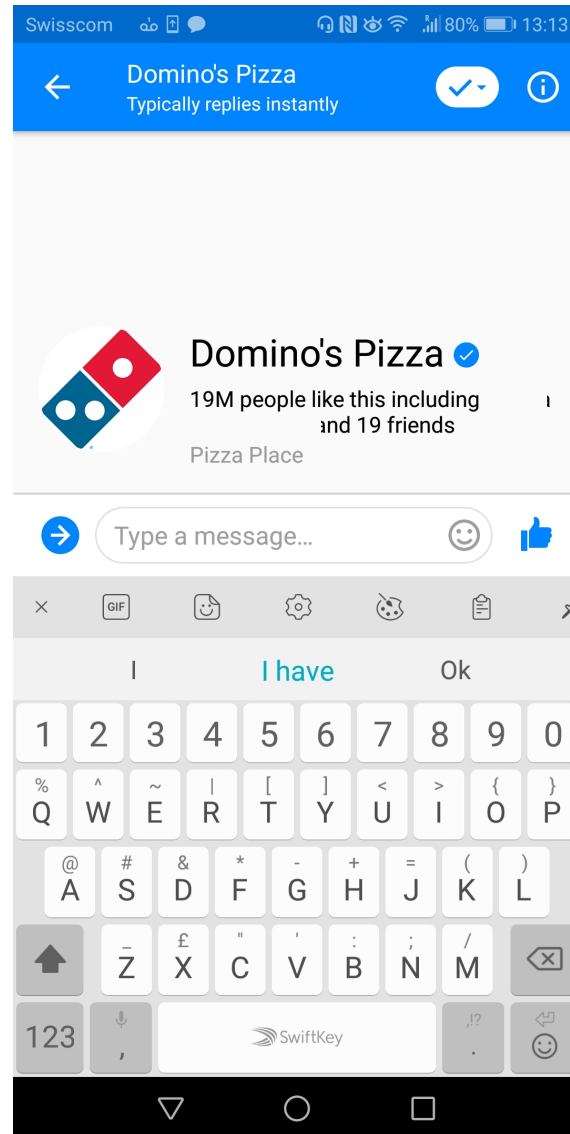 Swisscom 80% 13:13
Domino's Pizza
Typically replies instantly
Domino's Pizza
19M people like this including
and 19 friends
Pizza Place
Type a message...
GIF
I I have Ok
1 2 3 4 5 6 7 8 9 0
% ^ ~ | [ ] < > { }
Q W E R T Y U I O P
@ # & * - + = ( )
A S D F G H J K L
_ £ " ' : ; /
Z X C V B N M
123 , SwiftKey ,!? .